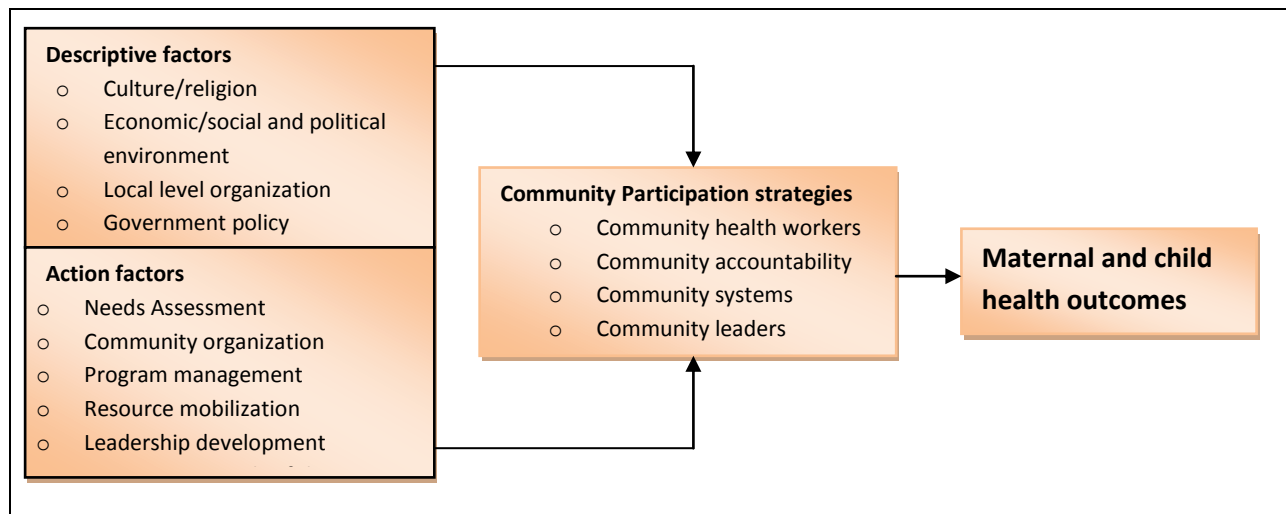 Descriptive factors
o Culture/religion
o Economic/social and political
environment
o Local level organization
o Government policy
Action factors
o Needs Assessment
o Community organization
o Program management
o Resource mobilization
o Leadership development
Community Participation strategies
o Community health workers
o Community accountability
o Community systems
o Community leaders
Maternal and child
health outcomes